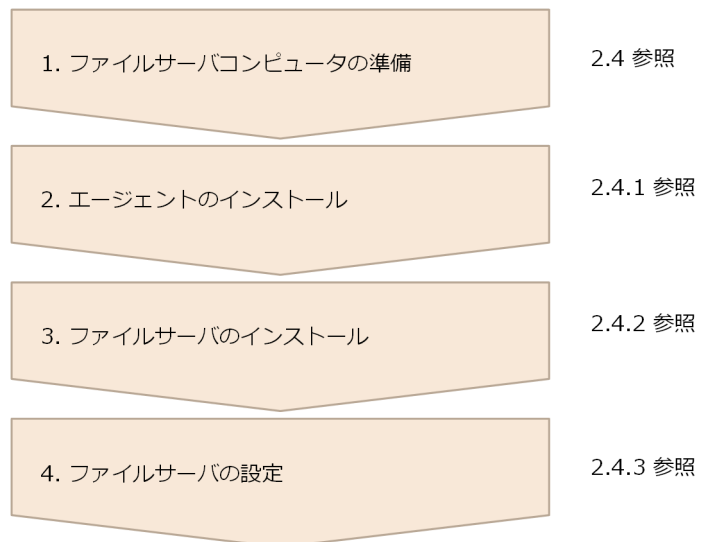 1. ファイルサーバコンピュータの準備
2.4 参照
2. エージェントのインストール
2.4.1 参照
3. ファイルサーバのインストール
2.4.2 参照
4. ファイルサーバの設定
2.4.3 参照